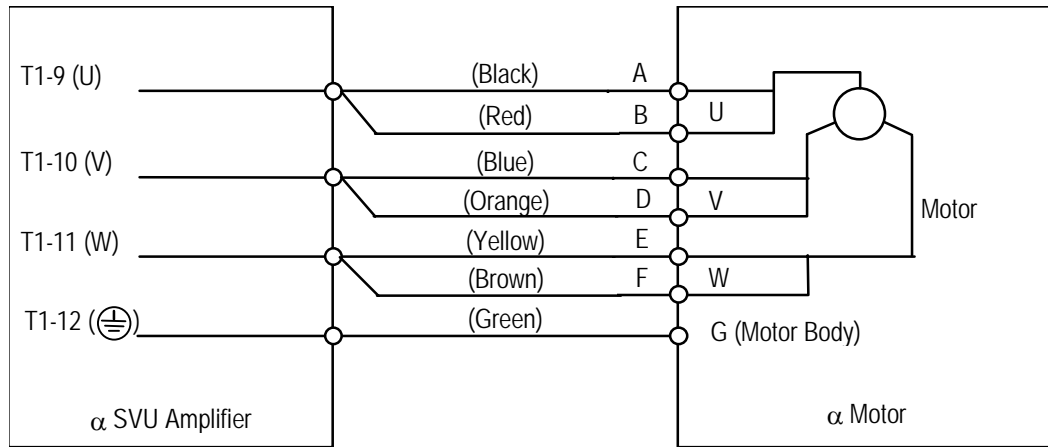 T1-9 (U)
(Black)
A
(Red)
B
U
T1-10 (V)
(Blue)
C
(Orange)
D
V
Motor
T1-11 (W)
(Yellow)
E
(Brown)
F
W
T1-12 (⏚)
(Green)
G (Motor Body)
α SVU Amplifier
α Motor